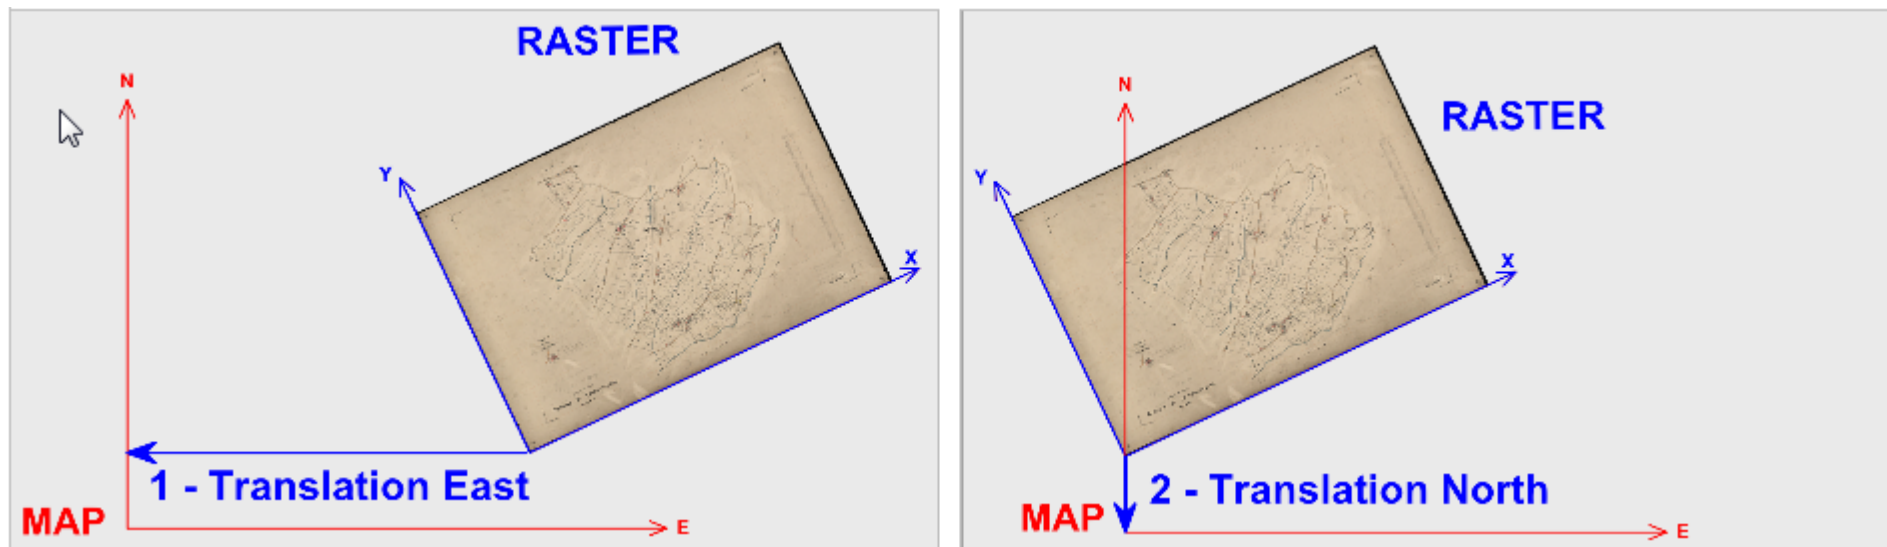 RASTER
N
Y
X
1 - Translation East
MAP
E
N
RASTER
Y
X
2 - Translation North
MAP
E